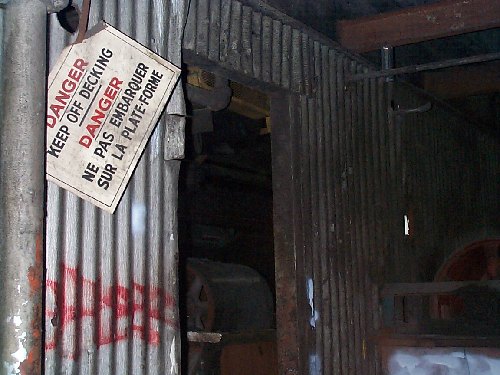 DANGER
KEEP OFF DECKING
DANGER
NE PAS EMBARQUER
SUR LA PLATE-FORME